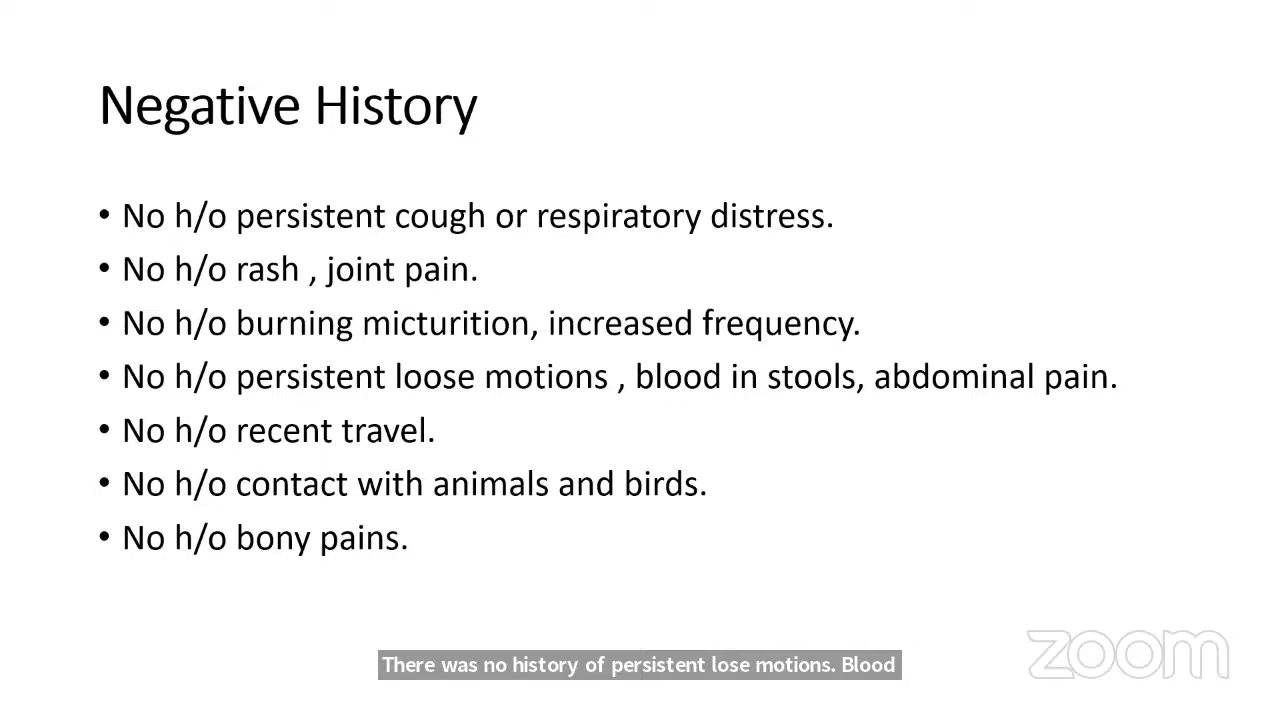 Negative History
• No h/o persistent cough or respiratory distress.
• No h/o rash , joint pain.
• No h/o burning micturition, increased frequency.
• No h/o persistent loose motions , blood in stools, abdominal pain.
• No h/o recent travel.
• No h/o contact with animals and birds.
• No h/o bony pains.
There was no history of persistent lose motions. Blood
zoom